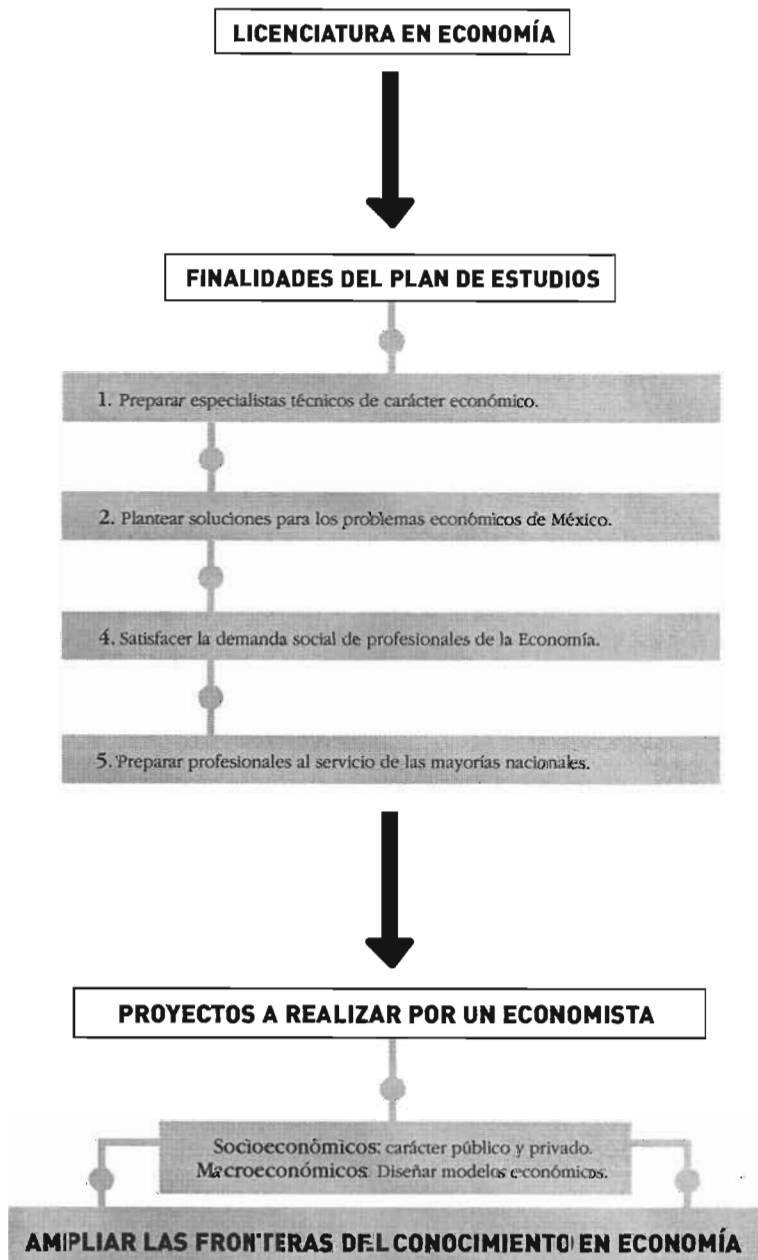 LICENCIATURA EN ECONOMÍA
FINALIDADES DEL PLAN DE ESTUDIOS
1. Preparar especialistas técnicos de carácter económico.
2. Plantear soluciones para los problemas económicos de México.
4. Satisfacer la demanda social de profesionales de la Economía.
5. Preparar profesionales al servicio de las mayorías nacionales.
PROYECTOS A REALIZAR POR UN ECONOMISTA
Socioeconómicos: carácter público y privado.
Macroeconómicos. Diseñar modelos económicos.
AMPLIAR LAS FRONTERAS DEL CONOCIMIENTO EN ECONOMÍA